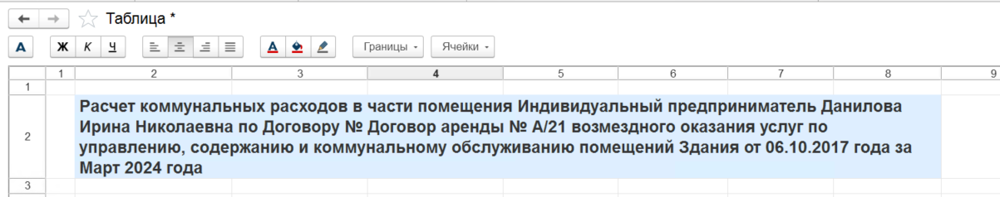 Таблица *
А Ж К Ч А Границы Ячейки
1 2 3 4 5 6 7 8 9
1
2
Расчет коммунальных расходов в части помещения Индивидуальный предприниматель Данилова
Ирина Николаевна по Договору № Договор аренды № А/21 возмездного оказания услуг по
управлению, содержанию и коммунальному обслуживанию помещений Здания от 06.10.2017 года за
Март 2024 года
3